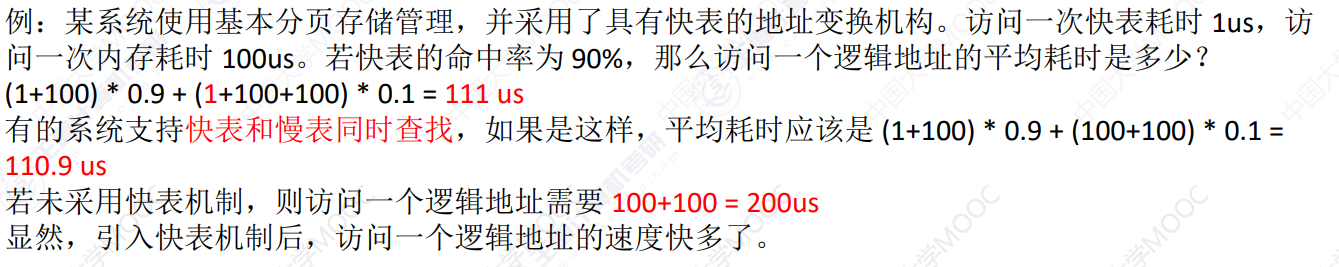 例：某系统使用基本分页存储管理，并采用了具有快表的地址变换机构。访问一次快表耗时 1us，访
问一次内存耗时 100us。若快表的命中率为 90%，那么访问一个逻辑地址的平均耗时是多少？
(1+100) * 0.9 + (1+100+100) * 0.1 = 111 us
有的系统支持快表和慢表同时查找，如果是这样，平均耗时应该是 (1+100) * 0.9 + (100+100) * 0.1 =
110.9 us
若未采用快表机制，则访问一个逻辑地址需要 100+100 = 200us
显然，引入快表机制后，访问一个逻辑地址的速度快多了。